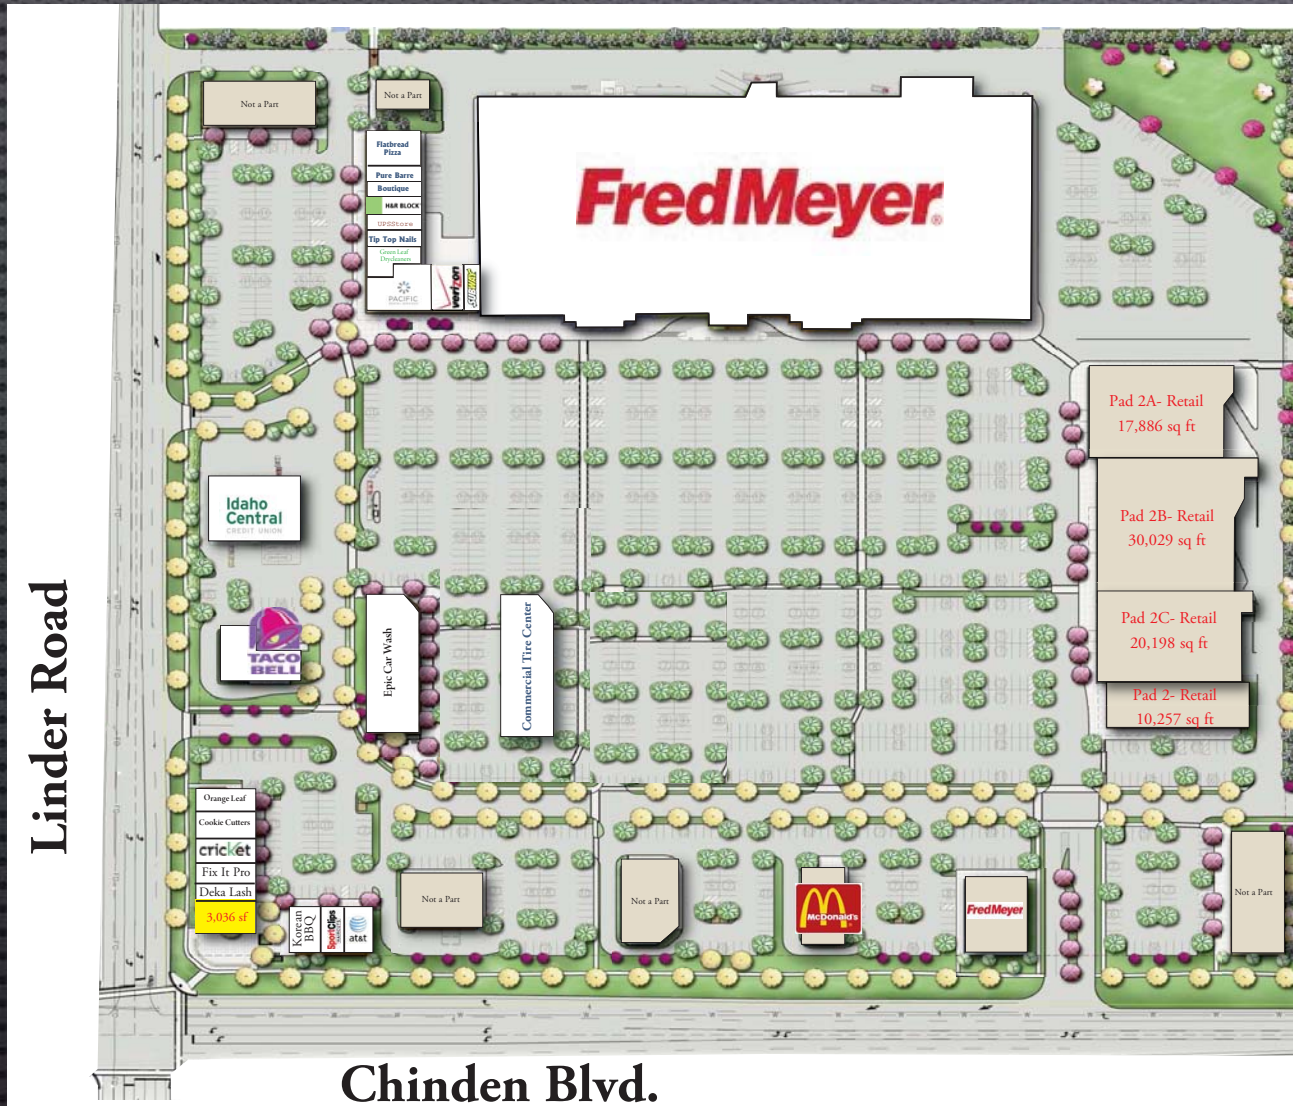 Not a Part
Not a Part
Flatbread
Pizza
Pure Barre
Boutique
H&R BLOCK
UPSStore
Tip Top Nails
Green Leaf
Drycleaners
PACIFIC
verizon
SUBWAY
FredMeyer®
Pad 2A- Retail
17,886 sq ft
Pad 2B- Retail
30,029 sq ft
Pad 2C- Retail
20,198 sq ft
Pad 2- Retail
10,257 sq ft
Idaho
Central
CREDIT UNION
TACO
BELL
Epic Car Wash
Commercial Tire Center
Linder Road
Orange Leaf
Cookie Cutters
cricket
Fix It Pro
Deka Lash
3,036 sf
Korean
BBQ
SportClips
HAIRCUTS
at&t
Not a Part
Not a Part
McDonald's
FredMeyer
Not a Part
Chinden Blvd.